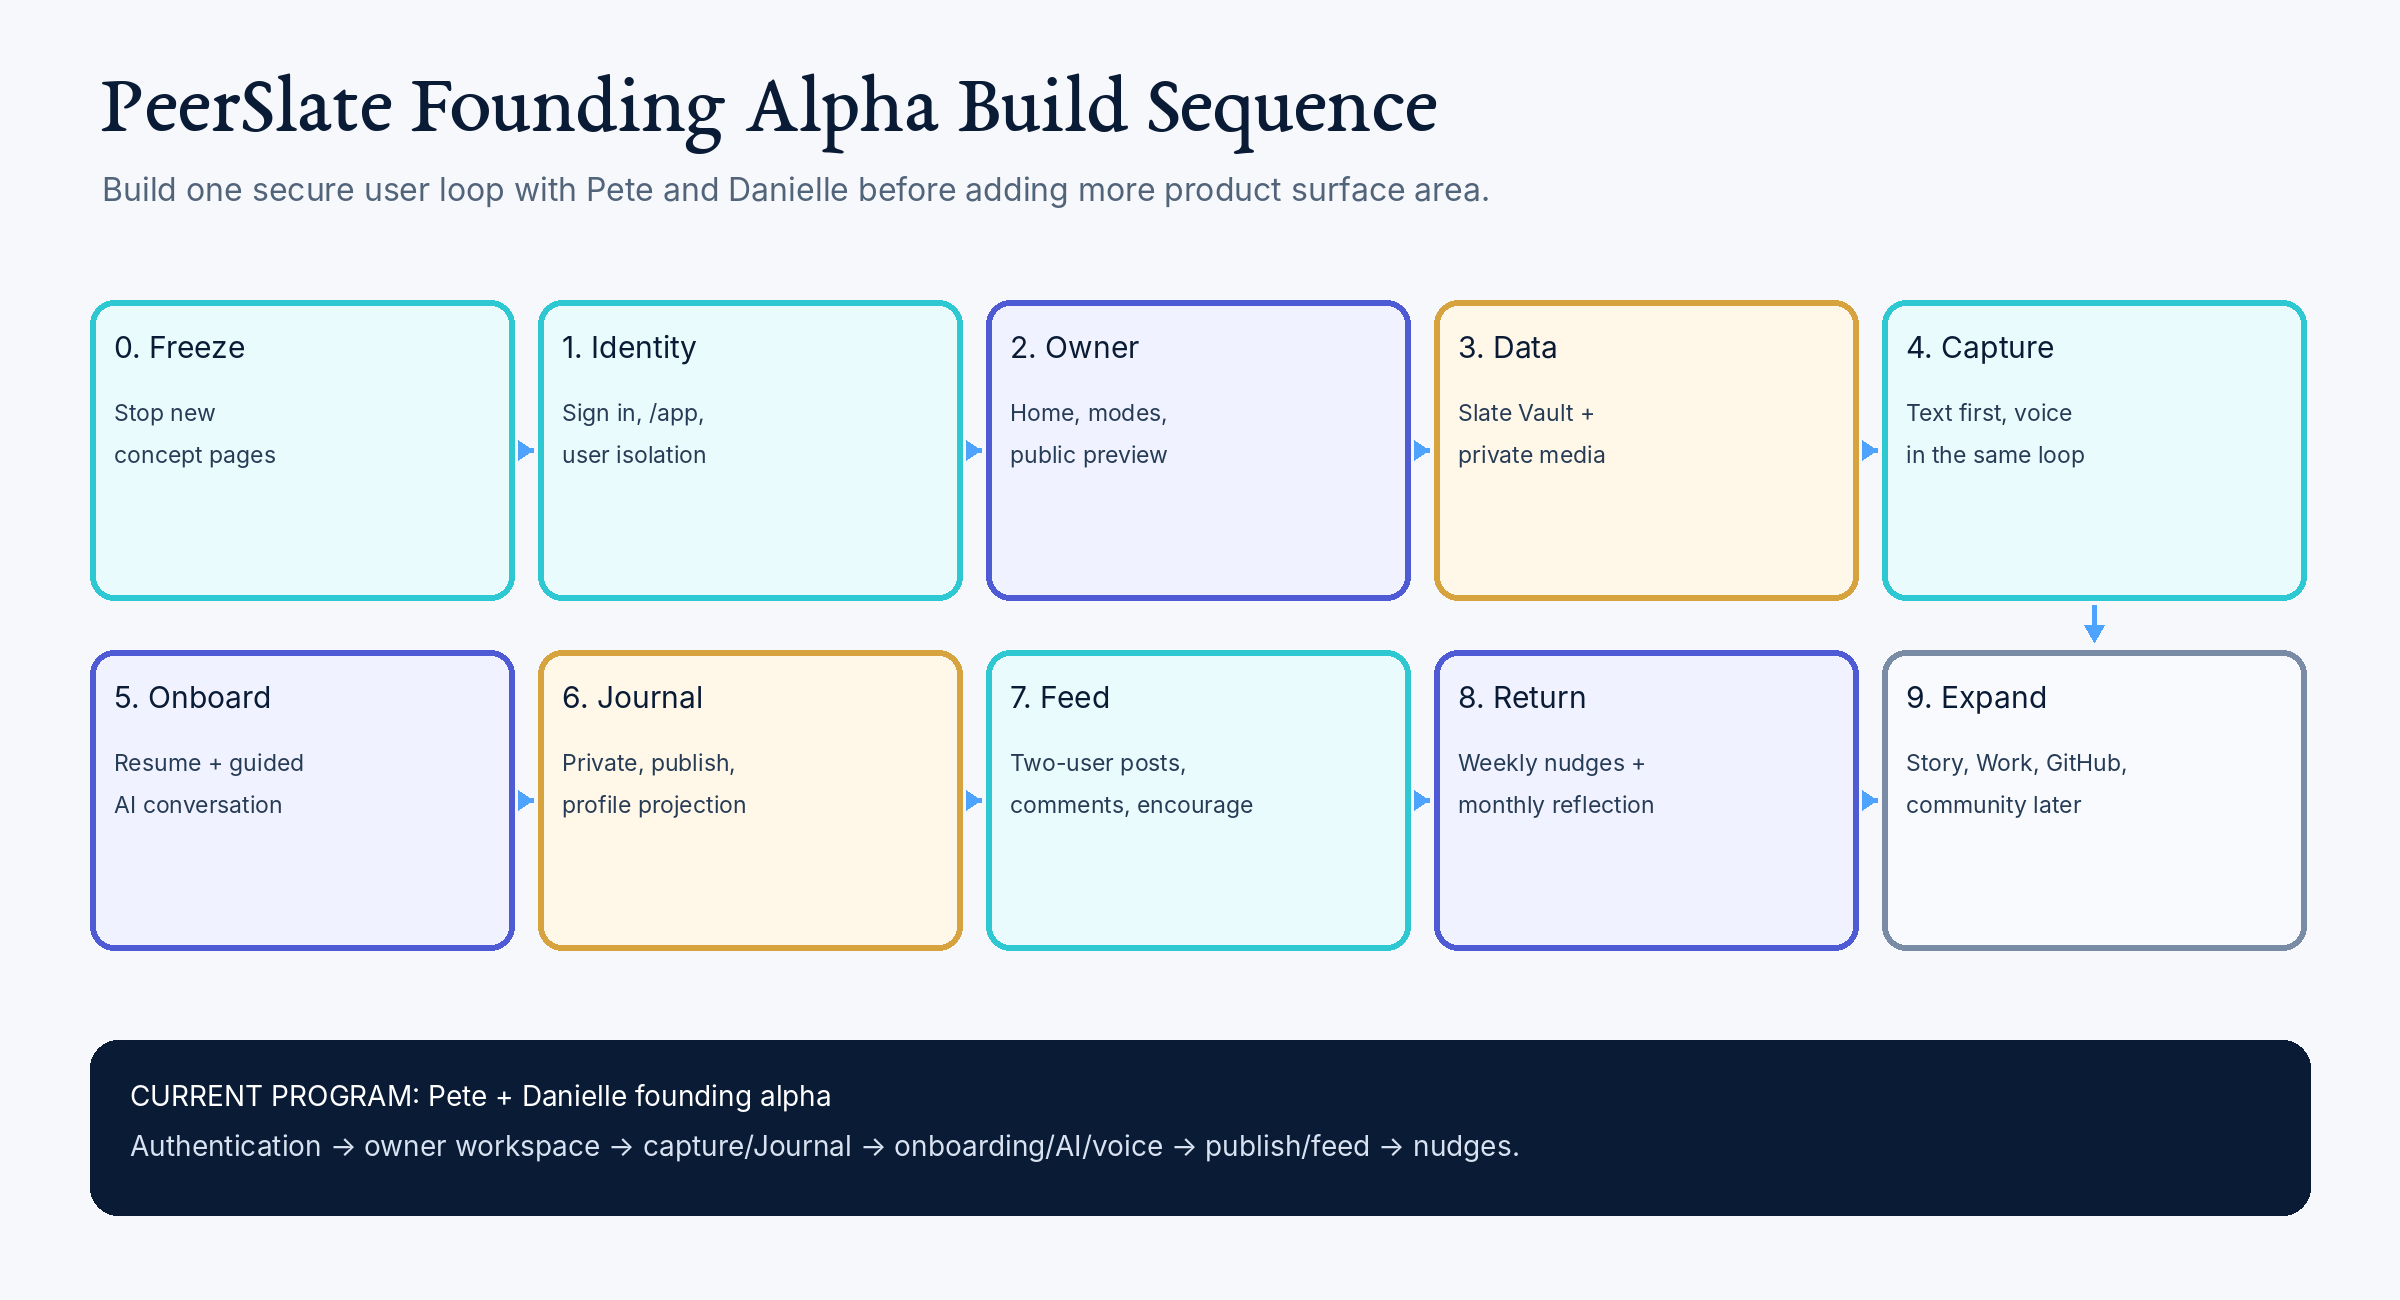 PeerSlate Founding Alpha Build Sequence
Build one secure user loop with Pete and Danielle before adding more product surface area.
0. Freeze
Stop new
concept pages
1. Identity
Sign in, /app,
user isolation
2. Owner
Home, modes,
public preview
3. Data
Slate Vault +
private media
4. Capture
Text first, voice
in the same loop
5. Onboard
Resume + guided
AI conversation
6. Journal
Private, publish,
profile projection
7. Feed
Two-user posts,
comments, encourage
8. Return
Weekly nudges +
monthly reflection
9. Expand
Story, Work, GitHub,
community later
CURRENT PROGRAM: Pete + Danielle founding alpha
Authentication → owner workspace → capture/Journal → onboarding/AI/voice → publish/feed → nudges.